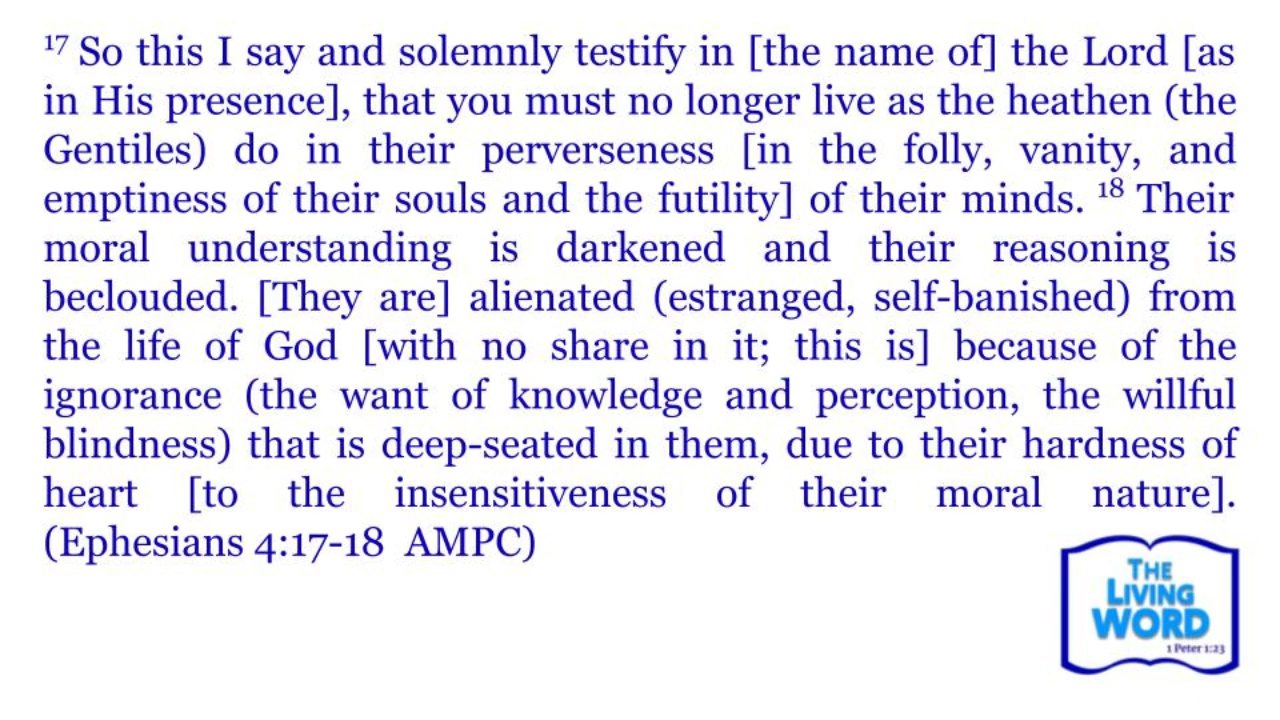 17 So this I say and solemnly testify in [the name of] the Lord [as
in His presence], that you must no longer live as the heathen (the
Gentiles) do in their perverseness [in the folly, vanity, and
emptiness of their souls and the futility] of their minds. 18 Their
moral understanding is darkened and their reasoning is
beclouded. [They are] alienated (estranged, self-banished) from
the life of God [with no share in it; this is] because of the
ignorance (the want of knowledge and perception, the willful
blindness) that is deep-seated in them, due to their hardness of
heart [to the insensitiveness of their moral nature].
(Ephesians 4:17-18 AMPC)
THE
LIVING
WORD
1 Peter 1:23